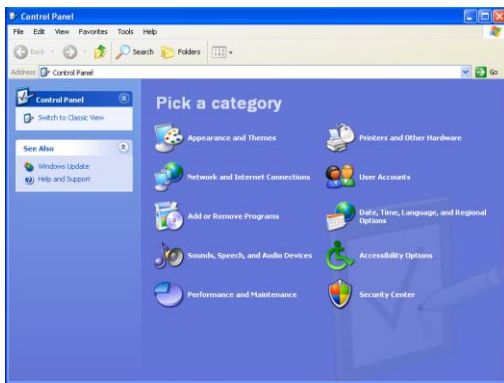 Control Panel
File Edit View Favorites Tools Help
Back Search Folders
Address Control Panel Go
Control Panel
Switch to Classic View
See Also
Windows Update
Help and Support
Pick a category
Appearance and Themes
Printers and Other Hardware
Network and Internet Connections
User Accounts
Add or Remove Programs
Date, Time, Language, and Regional
Options
Sounds, Speech, and Audio Devices
Accessibility Options
Performance and Maintenance
Security Center